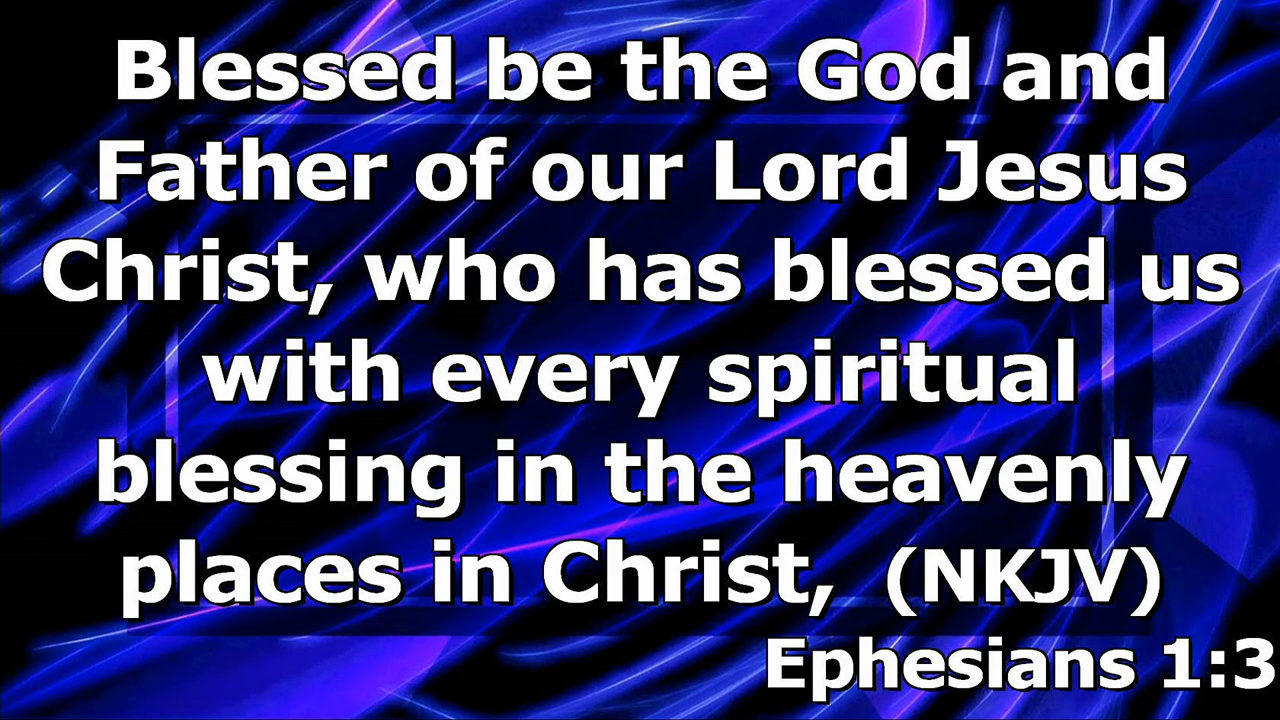 Blessed be the God and
Father of our Lord Jesus
Christ, who has blessed us
with every spiritual
blessing in the heavenly
places in Christ, (NKJV)
Ephesians 1:3